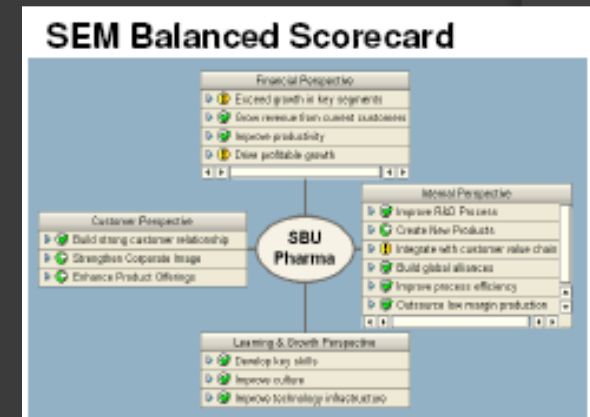 SEM Balanced Scorecard
Financial Perspective
Exceed growth in key segments
Grow revenue from current customers
Improve productivity
Drive profitable growth
Customer Perspective
Build strong customer relationship
Strengthen Corporate Image
Enhance Product Offerings
SBU
Pharma
Internal Perspective
Improve R&D Process
Create New Products
Integrate with customer value chain
Build global alliances
Improve process efficiency
Outsource low margin production
Learning & Growth Perspective
Develop key skills
Improve culture
Improve technology infrastructure